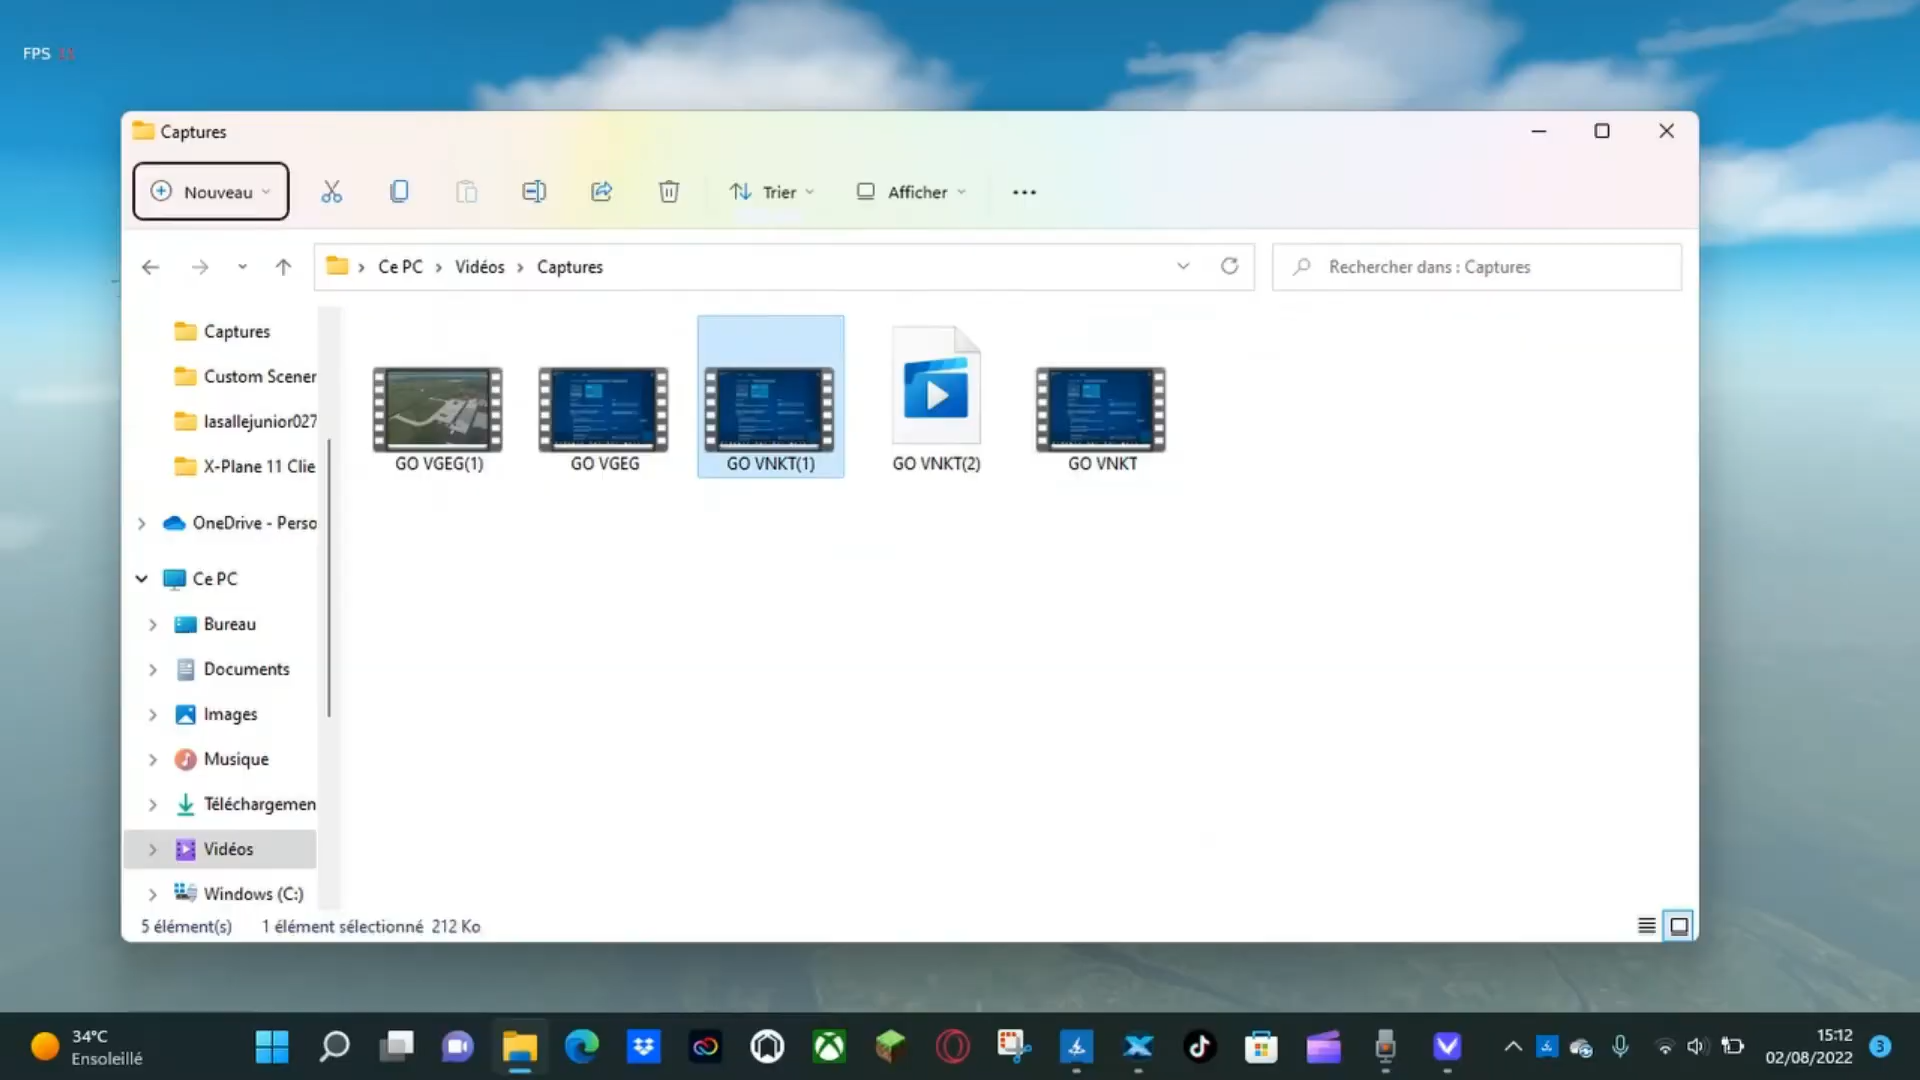 FPS 11
Captures
Nouveau
Trier
Afficher
Ce PC
Vidéos
Captures
Rechercher dans : Captures
Captures
Custom Scener
lasallejunior027
X-Plane 11 Clie
OneDrive - Perso
Ce PC
Bureau
Documents
Images
Musique
Téléchargemen
Vidéos
Windows (C:)
GO VGEG(1)
GO VGEG
GO VNKT(1)
GO VNKT(2)
GO VNKT
5 élément(s)
1 élément sélectionné 212 Ko
34°C
Ensoleillé
15:12
02/08/2022
3